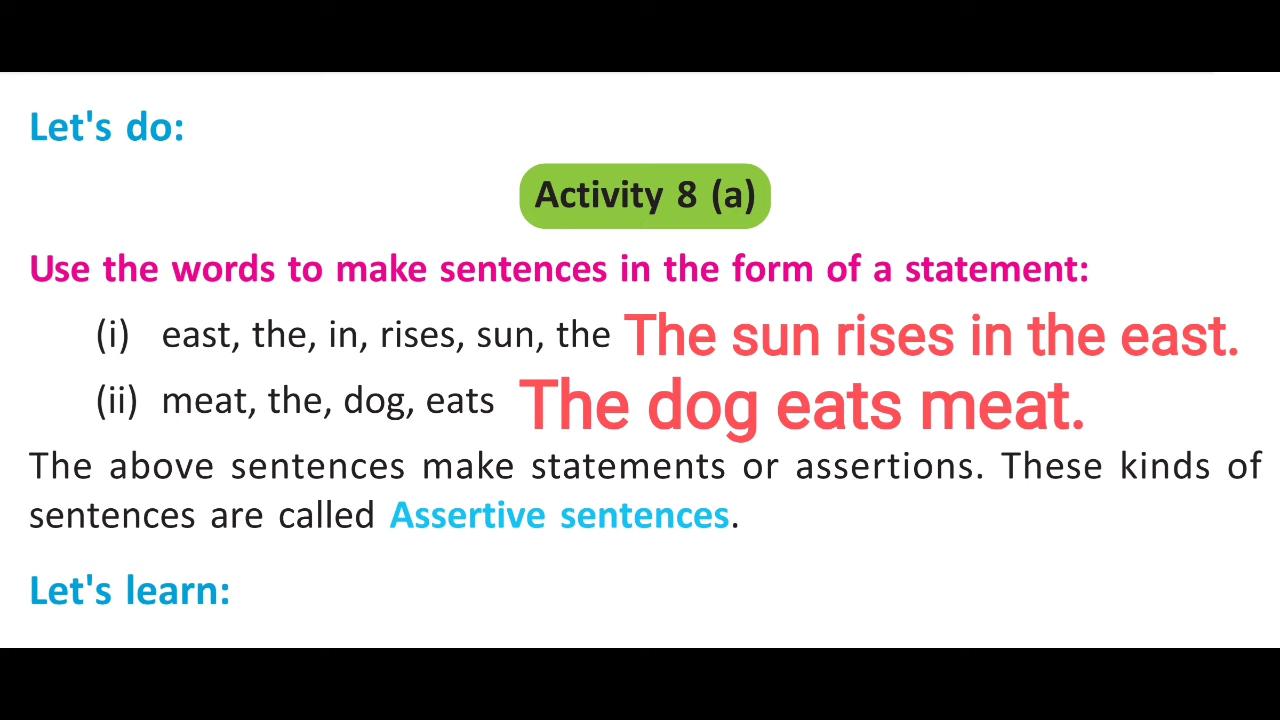 Let's do:
Activity 8 (a)
Use the words to make sentences in the form of a statement:
(i) east, the, in, rises, sun, the The sun rises in the east.
(ii) meat, the, dog, eats The dog eats meat.
The above sentences make statements or assertions. These kinds of
sentences are called Assertive sentences.
Let's learn: